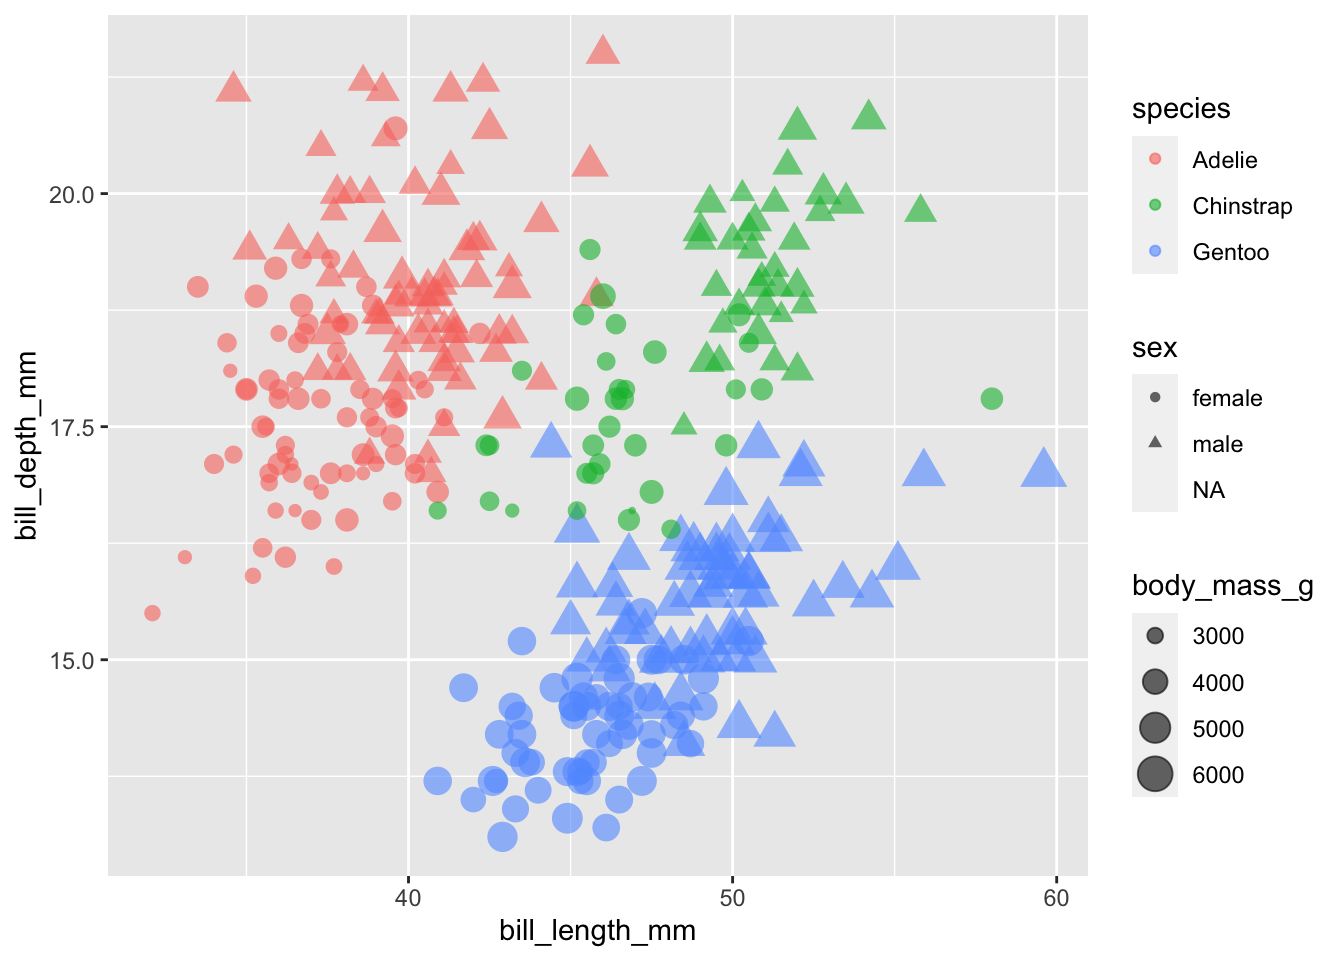 bill_depth_mm
20.0
17.5
15.0
40
50
60
bill_length_mm
species
Adelie
Chinstrap
Gentoo
sex
female
male
NA
body_mass_g
3000
4000
5000
6000